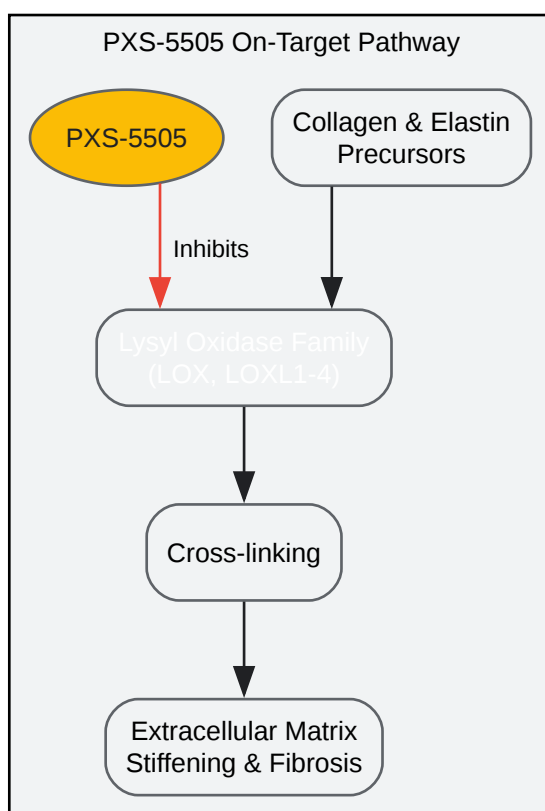 PXS-5505 On-Target Pathway
PXS-5505
Collagen & Elastin
Precursors
Inhibits
Lysyl Oxidase Family
(LOX, LOXL1-4)
Cross-linking
Extracellular Matrix
Stiffening & Fibrosis